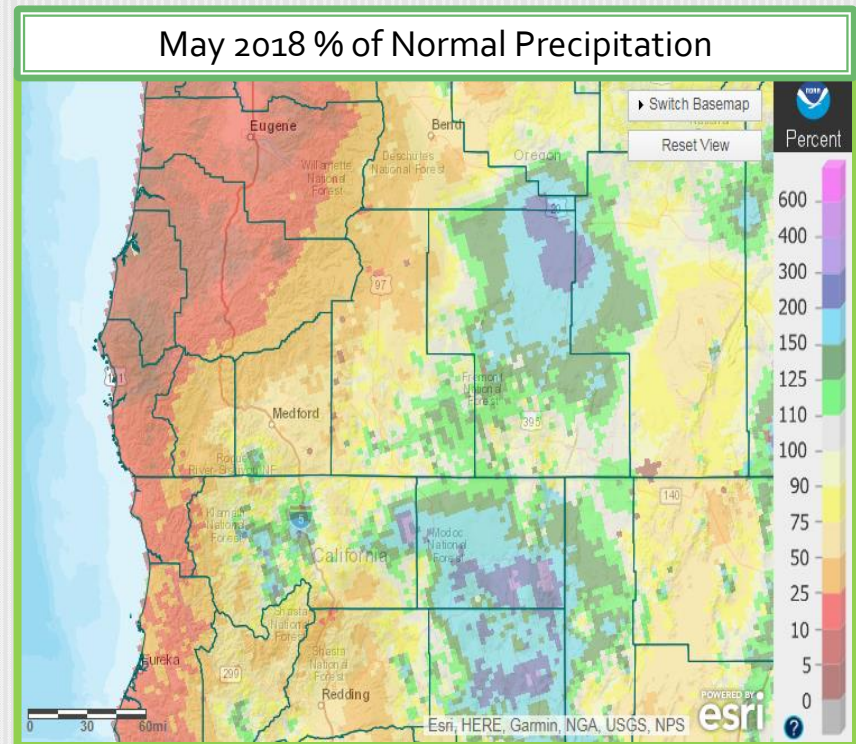 May 2018 % of Normal Precipitation
Switch Basemap
Reset View
NOAA
Percent
600
400
300
200
150
125
110
100
90
75
50
25
10
5
0
Eugene
Bend
Oregon
Willamette
National
Forest
Deschutes
National Forest
20
97
101
Fremont
National
Forest
395
Medford
Rogue
River-Siskiyou NF
140
Klamath
National
Forest
5
California
Modoc
National
Forest
Shasta
National
Forest
Eureka
299
Shasta
National
Forest
Redding
0 30 60mi
Esri, HERE, Garmin, NGA, USGS, NPS
POWERED BY
esri
?